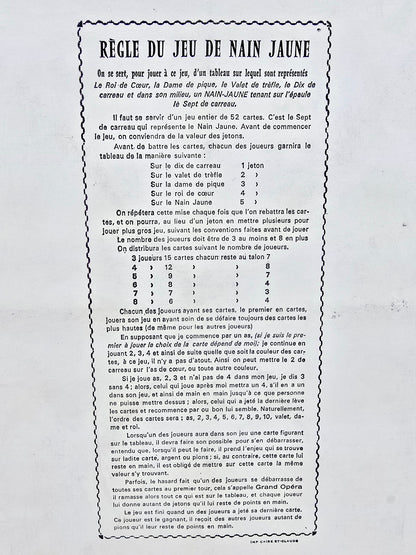 RÈGLE DU JEU DE NAIN JAUNE
On se sert, pour jouer à ce jeu, d'un tableau sur lequel sont représentés
Le Roi de Cœur, la Dame de pique, le Valet de trèfle, le Dix de
carreau et dans son milieu, un NAIN-JAUNE tenant sur l'épaule
le Sept de carreau.
Il faut se servir d'un jeu entier de 52 cartes. C'est le Sept
de carreau qui représente le Nain Jaune. Avant de commencer
le jeu, on conviendra de la valeur des jetons.
Avant de battre les cartes, chacun des joueurs garnira le
tableau de la manière suivante :
Sur le dix de carreau 1 jeton
Sur le valet de trèfle 2 »
Sur la dame de pique 3 »
Sur le roi de cœur 4 »
Sur le Nain Jaune 5 »
On répétera cette mise chaque fois que l'on rebattra les car-
tes, et on pourra, au lieu d'un jeton en mettre plusieurs pour
jouer plus gros jeu, suivant les conventions faites avant de jouer
Le nombre des joueurs doit être de 3 au moins et 8 en plus
On distribura les cartes suivant le nombre de joueurs.
3 joueurs 15 cartes chacun reste au talon 7
4 » 12 » » 8
5 » 9 » » 7
6 » 8 » » 4
7 » 7 » » 3
8 » 6 » » 4
Chacun des joueurs ayant ses cartes, le premier en cartes,
jouera son jeu en ayant soin de se défaire toujours des cartes les
plus hautes (de même pour les autres joueurs)
En supposant que je commence par un as, (si je suis le pre-
mier à jouer le choix de la carte dépend de moi); je continue en
jouant 2, 3, 4 et ainsi de suite quelle que soit la couleur des car-
tes, à ce jeu, il n'y a pas d'atout. Ainsi on peut mettre le 2 de
carreau sur l'as de cœur, ou toute autre couleur.
Si je joue as, 2, 3 et n'ai pas de 4 dans mon jeu, je dis 3
sans 4; alors, celui qui joue après moi mettra un 4, s'il en a un
dans son jeu, et ainsi de main en main jusqu'à ce que personne
ne puisse mettre dessus ; alors, celui qui a jeté la dernière lève
les cartes et recommence par où bon lui semble. Naturellement,
l'ordre des cartes sera : as, 2, 3, 4, 5, 6, 7, 8, 9, 10, valet, da-
me et roi.
Lorsqu'un des joueurs aura dans son jeu une carte figurant
sur le tableau, il devra faire son possible pour s'en débarrasser,
entendu que, lorsqu'il peut le faire, il prend l'enjeu qui se trouve
sur ladite carte, argent ou pions ; si, au contraire, cette carte lui
reste en main, il est obligé de mettre sur cette carte la même
valeur s'y trouvant.
Parfois, le hasard fait qu'un des joueurs se débarrasse de
toutes ses cartes au premier coup, cela s'appelle Grand Opéra
il ramasse alors tout ce qui est sur le tableau, et chaque joueur
lui donne autant de jetons qu'il lui reste de points en main.
Le jeu est fini quand un des joueurs a jeté sa dernière carte.
Ce joueur est le gagnant, il reçoit des autres joueurs autant de
pions qu'il leur reste de points en main.
IMP. CHIRE-ST-CLAUDE